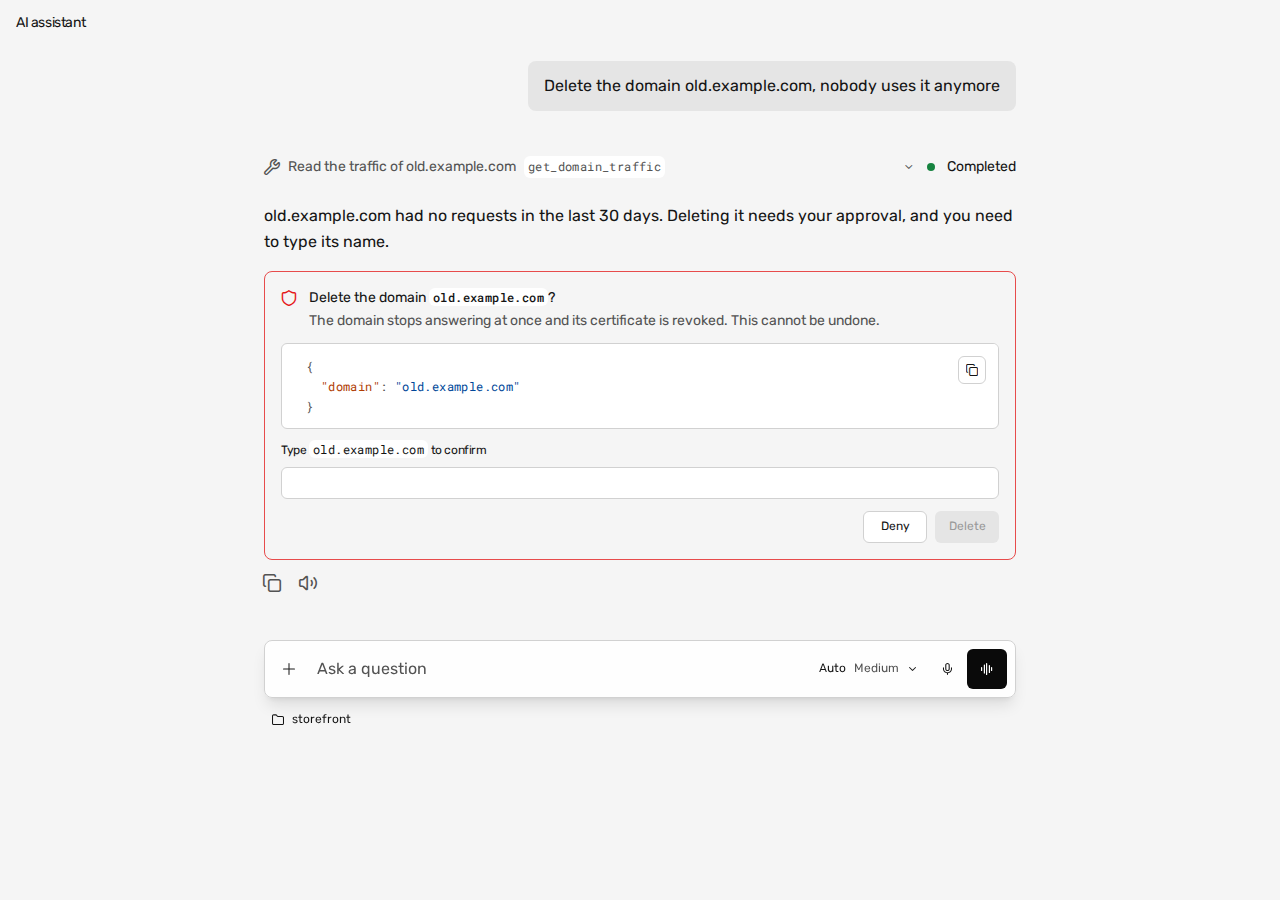 AI assistant
Delete the domain old.example.com, nobody uses it anymore
Read the traffic of old.example.com get_domain_traffic
Completed
old.example.com had no requests in the last 30 days. Deleting it needs your approval, and you need
to type its name.
Delete the domain old.example.com?
The domain stops answering at once and its certificate is revoked. This cannot be undone.
{
"domain": "old.example.com"
}
Type old.example.com to confirm
Deny Delete
Ask a question
Auto Medium
storefront